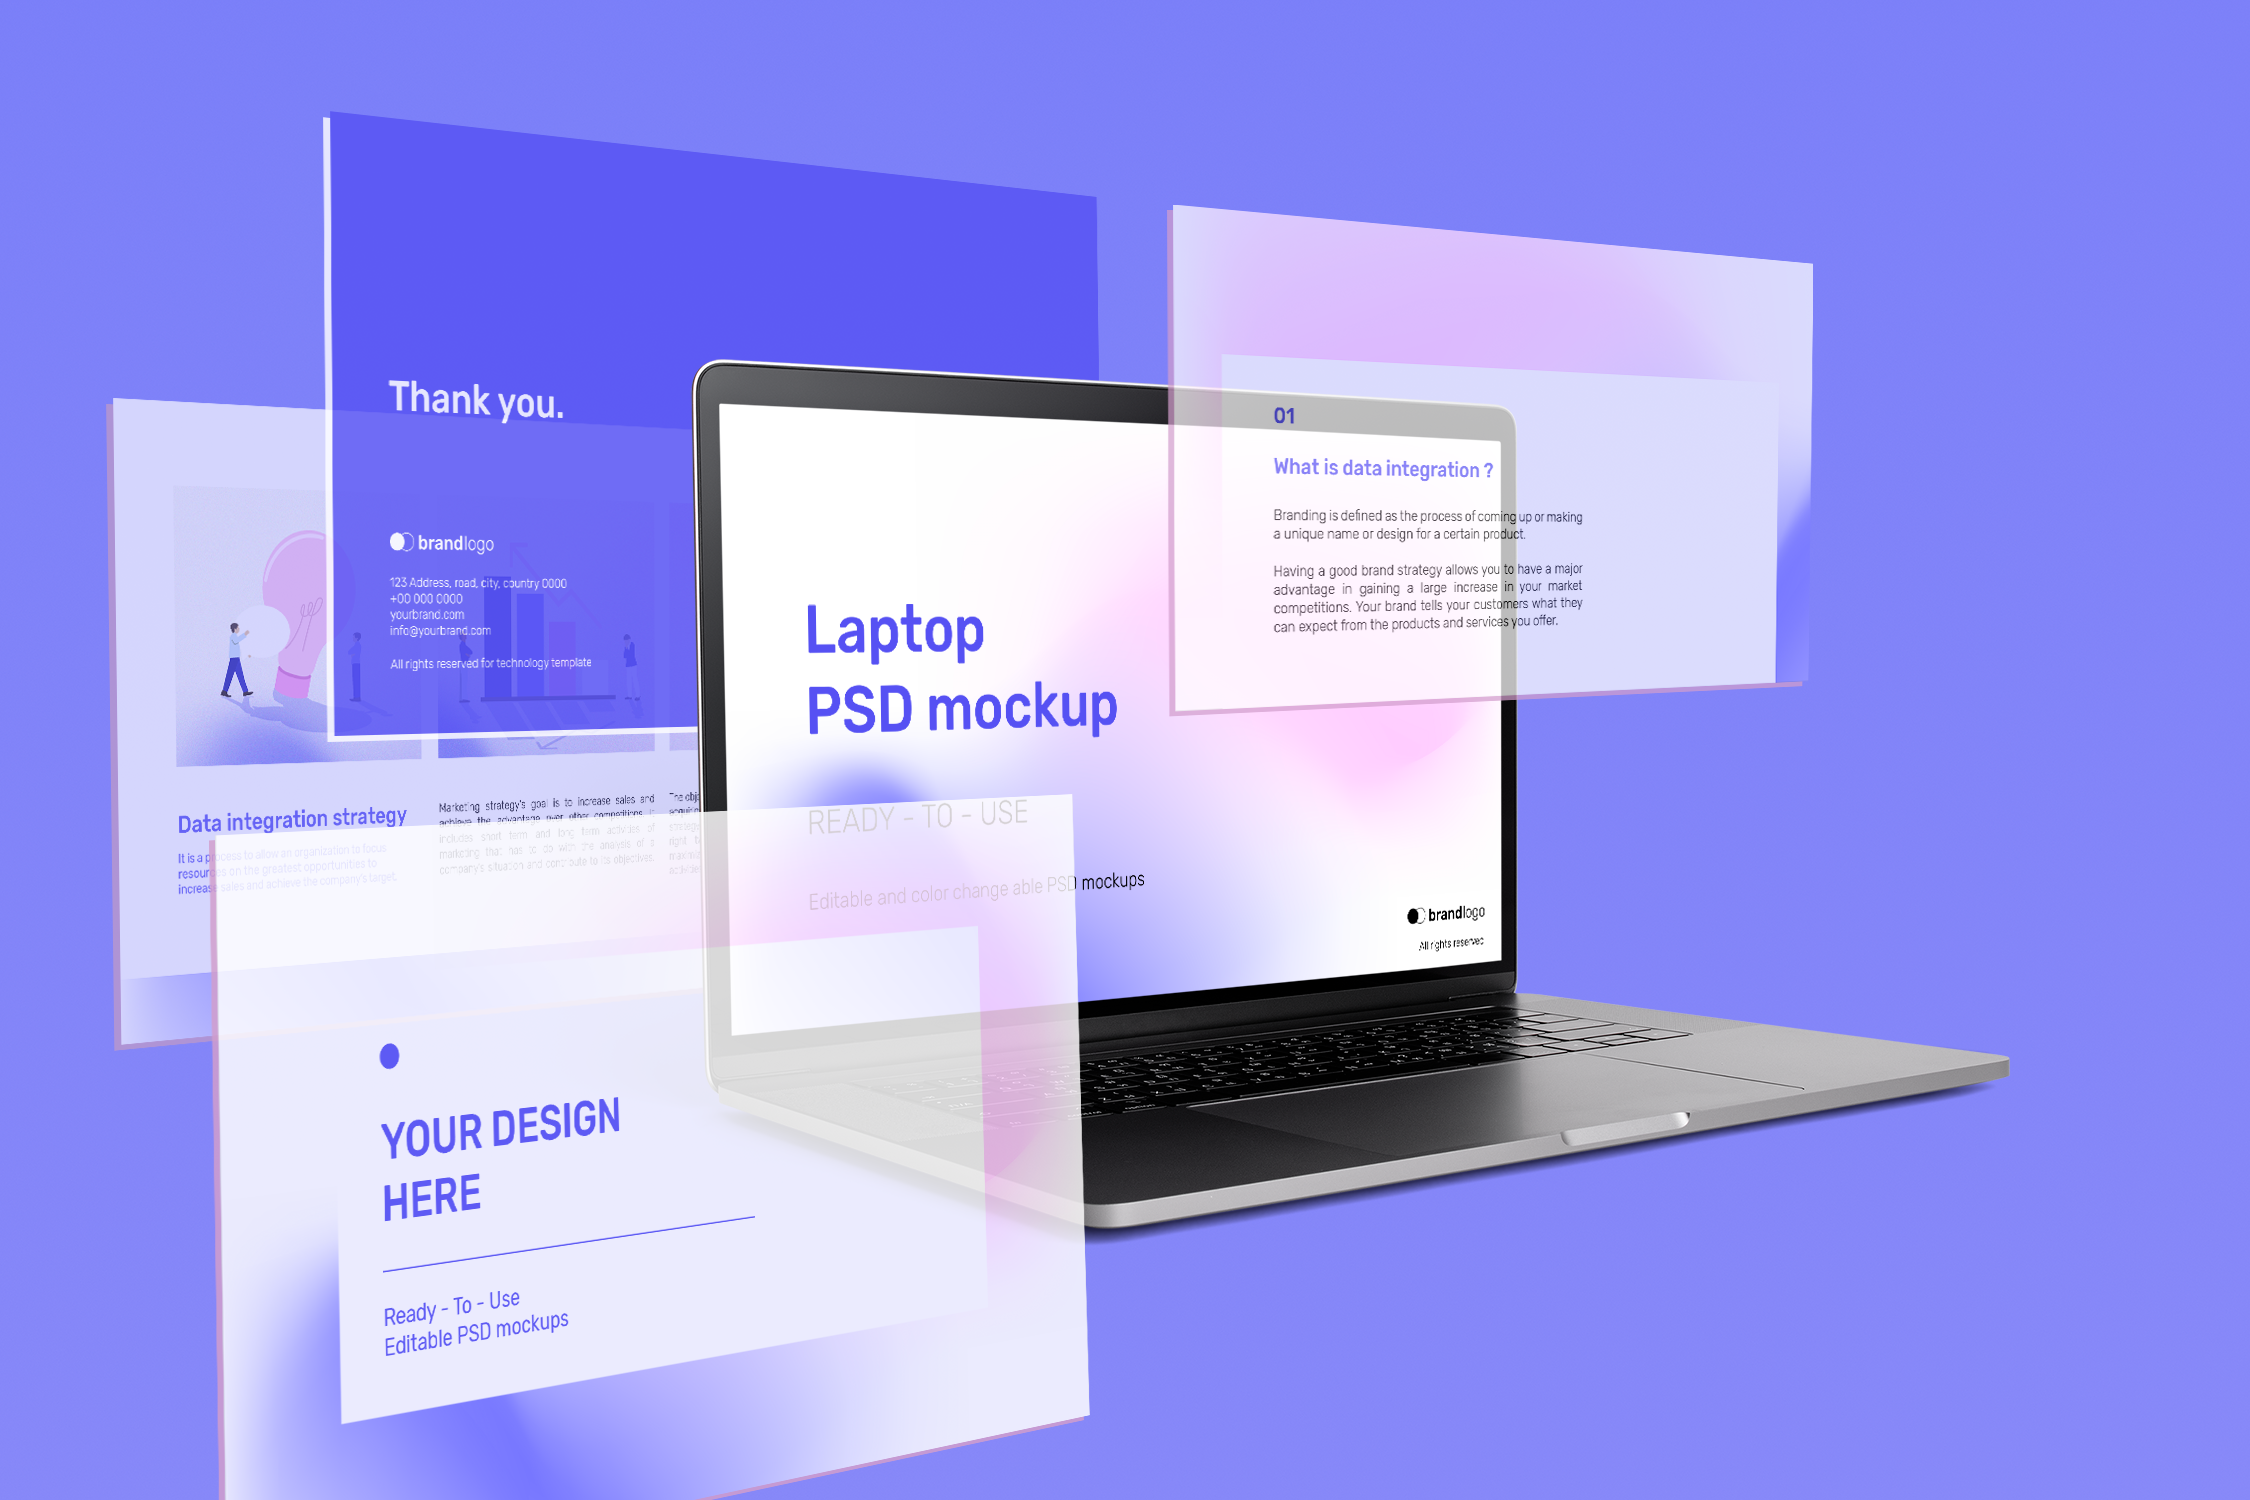 Thank you.
brandlogo
123 Address, road, city, country 0000
+00 000 0000
yourbrand.com
info@yourbrand.com
All rights reserved for technology template
01
What is data integration ?
Branding is defined as the process of coming up or making
a unique name or design for a certain product.
Having a good brand strategy allows you to have a major
advantage in gaining a large increase in your market
competitions. Your brand tells your customers what they
can expect from the products and services you offer.
Laptop
PSD mockup
READY - TO - USE
Editable and color change able PSD mockups
brandlogo
All rights reserved
Data integration strategy
It is a process to allow an organization to focus
resources on the greatest opportunities to
increase sales and achieve the company's target.
Marketing strategy's goal is to increase sales and
achieve the advantage over other competitions. It
includes short term and long term activities of
marketing that has to do with the analysis of a
company's situation and contribute to its objectives.
The
right
YOUR DESIGN
HERE
Ready - To - Use
Editable PSD mockups